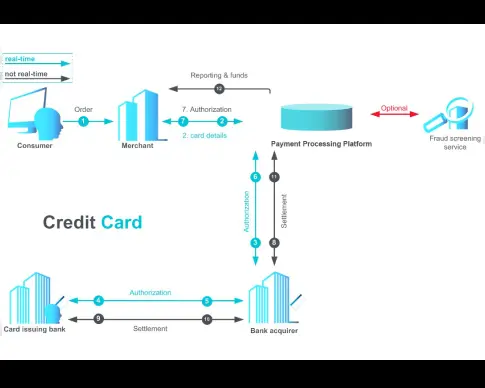 real-time
not real-time
Reporting & funds
12
Order
7. Authorization
Optional
1
7
2
2. card details
Consumer
Merchant
Payment Processing Platform
Fraud screening
service
6
11
Authorization
Settlement
Credit Card
3
8
Authorization
4
5
9
10
Card issuing bank
Settlement
Bank acquirer